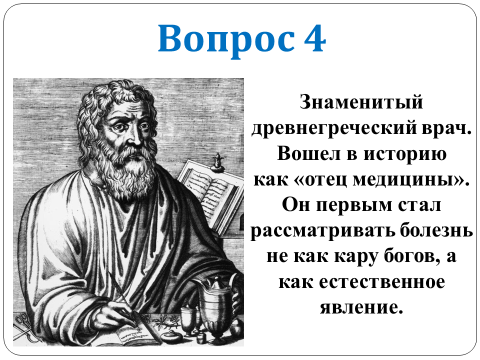 Вопрос 4
Знаменитый
древнегреческий врач.
Вошел в историю
как «отец медицины».
Он первым стал
рассматривать болезнь
не как кару богов, а
как естественное
явление.